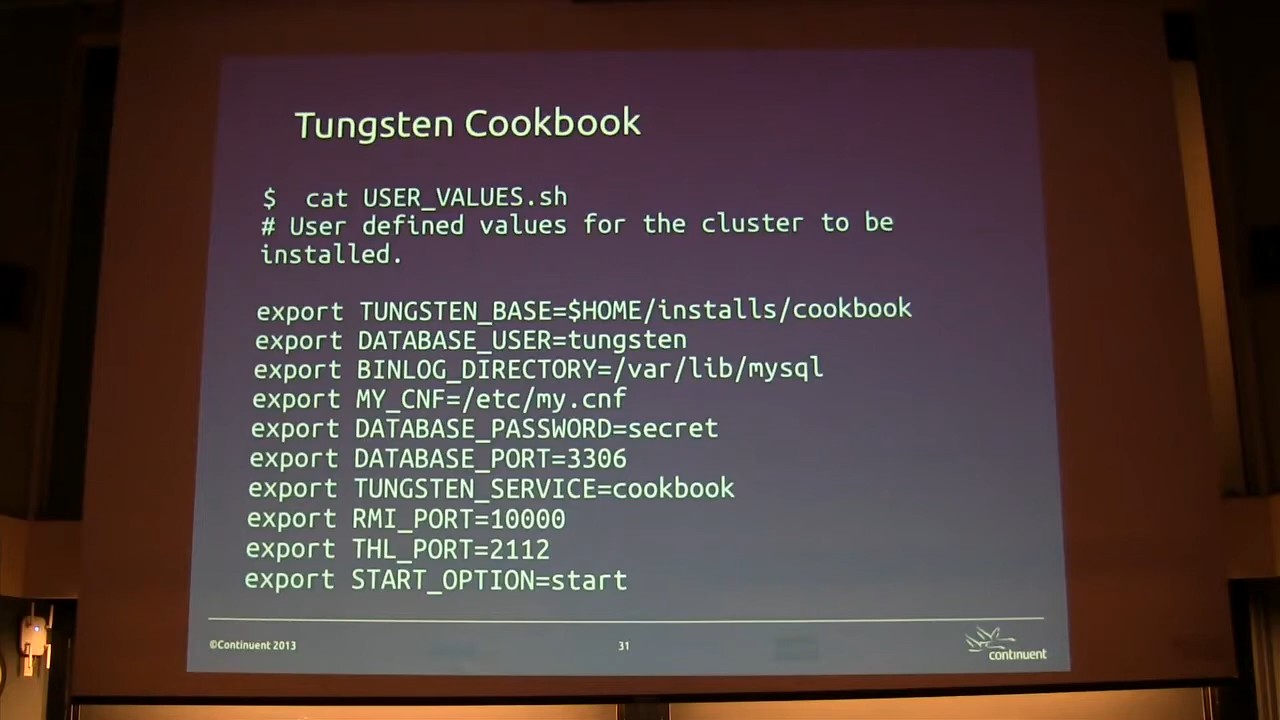 Tungsten Cookbook
$  cat USER_VALUES.sh
# User defined values for the cluster to be
installed.
export TUNGSTEN_BASE=$HOME/installs/cookbook
export DATABASE_USER=tungsten
export BINLOG_DIRECTORY=/var/lib/mysql
export MY_CNF=/etc/my.cnf
export DATABASE_PASSWORD=secret
export DATABASE_PORT=3306
export TUNGSTEN_SERVICE=cookbook
export RMI_PORT=10000
export THL_PORT=2112
export START_OPTION=start
©Continuent 2013
31
continuent